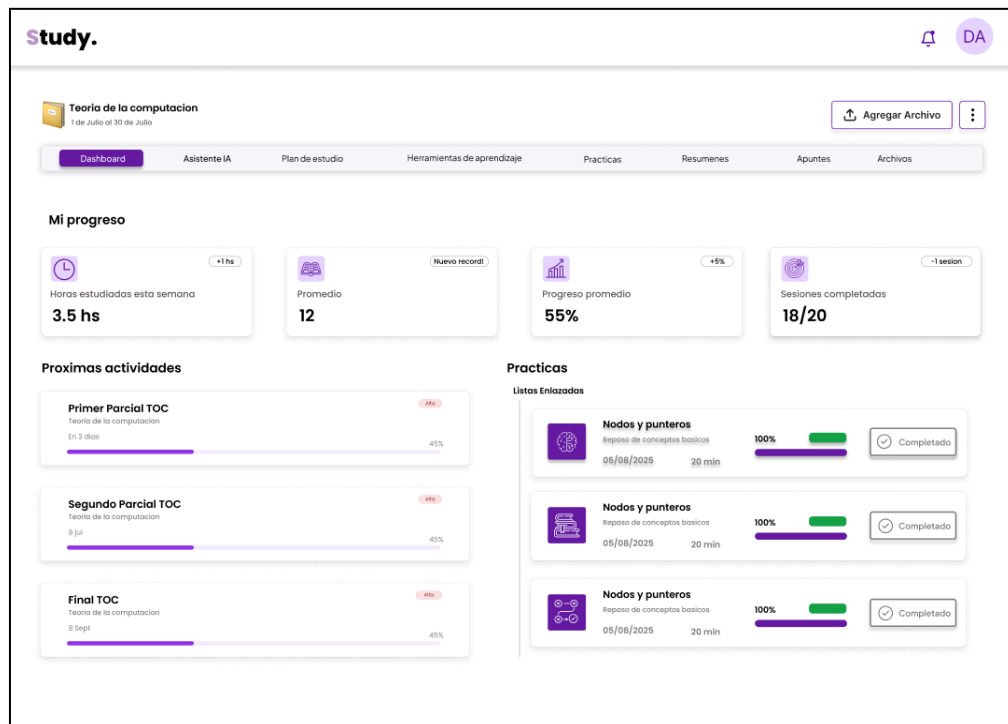 Study.
DA
Teoria de la computacion
1 de Julio al 30 de Julio
Agregar Archivo
Dashboard Asistente IA Plan de estudio Herramientas de aprendizaje Practicas Resumenes Apuntes Archivos
Mi progreso
+1 hs
Horas estudiadas esta semana
3.5 hs
Nuevo record!
Promedio
12
+5%
Progreso promedio
55%
-1 sesion
Sesiones completadas
18/20
Proximas actividades
Primer Parcial TOC
Alta
Teoria de la computacion
En 3 dias
45%
Segundo Parcial TOC
Alta
Teoria de la computacion
9 jul
45%
Final TOC
Alta
Teoria de la computacion
8 Sept
45%
Practicas
Listas Enlazadas
Nodos y punteros
Repaso de conceptos basicos
05/08/2025 20 min
100%
Completado
Nodos y punteros
Repaso de conceptos basicos
05/08/2025 20 min
100%
Completado
Nodos y punteros
Repaso de conceptos basicos
05/08/2025 20 min
100%
Completado